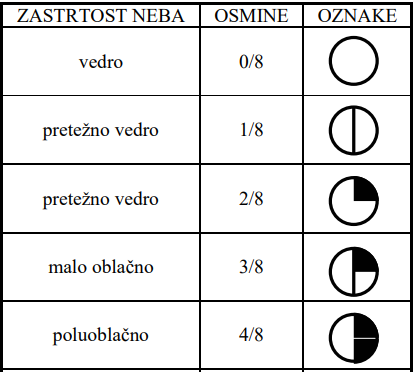 ZASTRTOST NEBA OSMINE OZNAKE
vedro 0/8
pretežno vedro 1/8
pretežno vedro 2/8
malo oblačno 3/8
poluoblačno 4/8